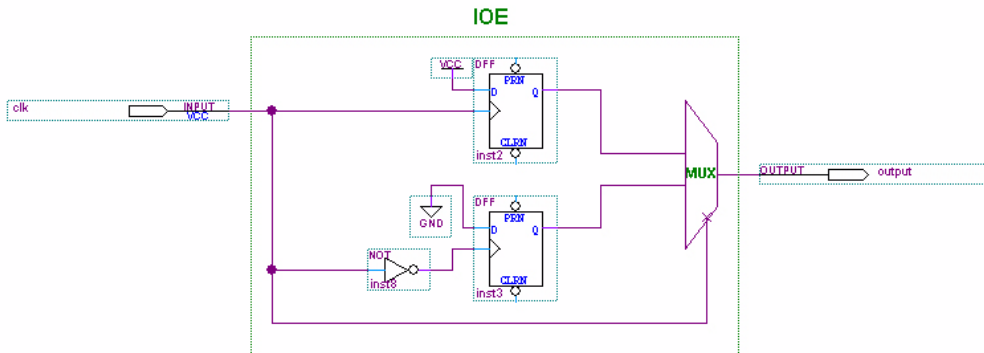 IOE
VCC
DFF
PRN
D
Q
CLRN
inst2
clk
INPUT
VCC
MUX
OUTPUT
output
DFF
PRN
D
Q
CLRN
inst3
GND
NOT
inst8